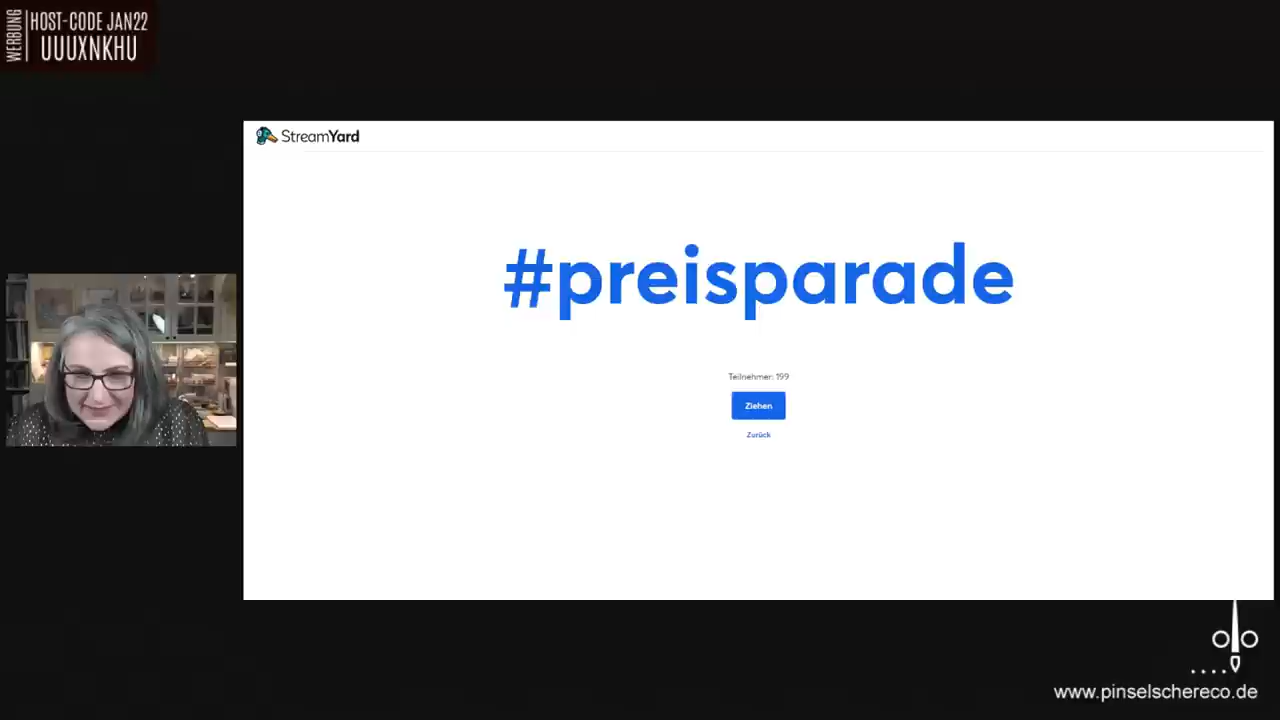 WERBUNG
HOST-CODE JAN22
UUUXNKHU
StreamYard
#preisparade
Teilnehmer: 199
Ziehen
Zurück
www.pinselschereco.de